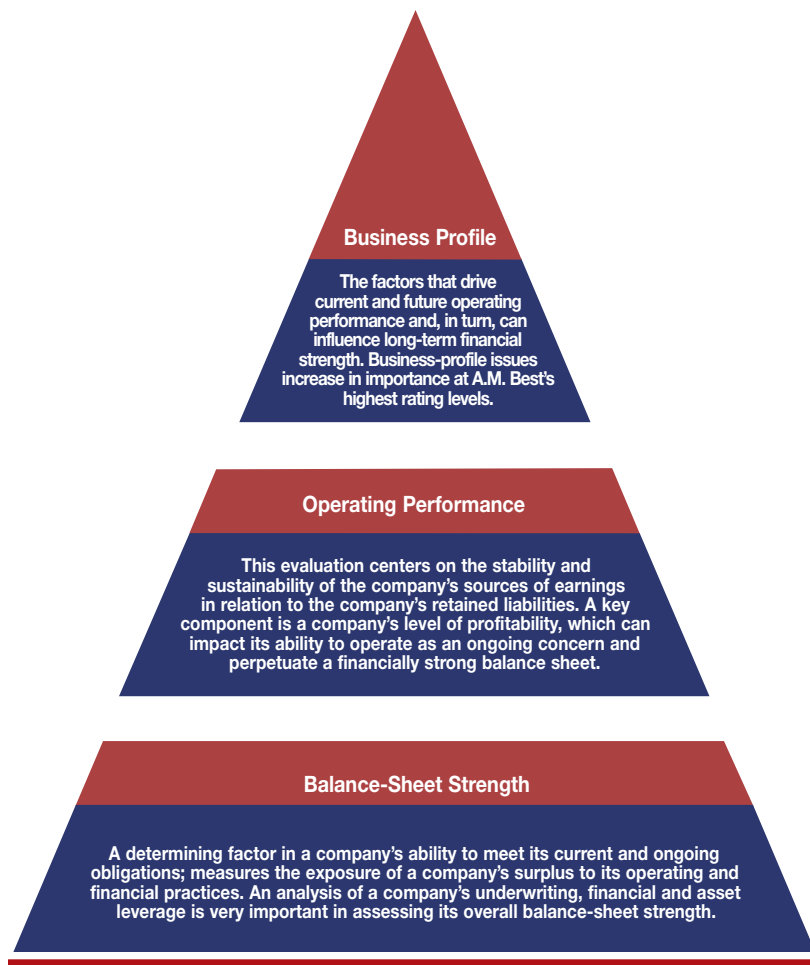 Business Profile
The factors that drive
current and future operating
performance and, in turn, can
influence long-term financial
strength. Business-profile issues
increase in importance at A.M. Best’s
highest rating levels.
Operating Performance
This evaluation centers on the stability and
sustainability of the company’s sources of earnings
in relation to the company’s retained liabilities. A key
component is a company’s level of profitability, which can
impact its ability to operate as an ongoing concern and
perpetuate a financially strong balance sheet.
Balance-Sheet Strength
A determining factor in a company’s ability to meet its current and ongoing
obligations; measures the exposure of a company’s surplus to its operating and
financial practices. An analysis of a company’s underwriting, financial and asset
leverage is very important in assessing its overall balance-sheet strength.